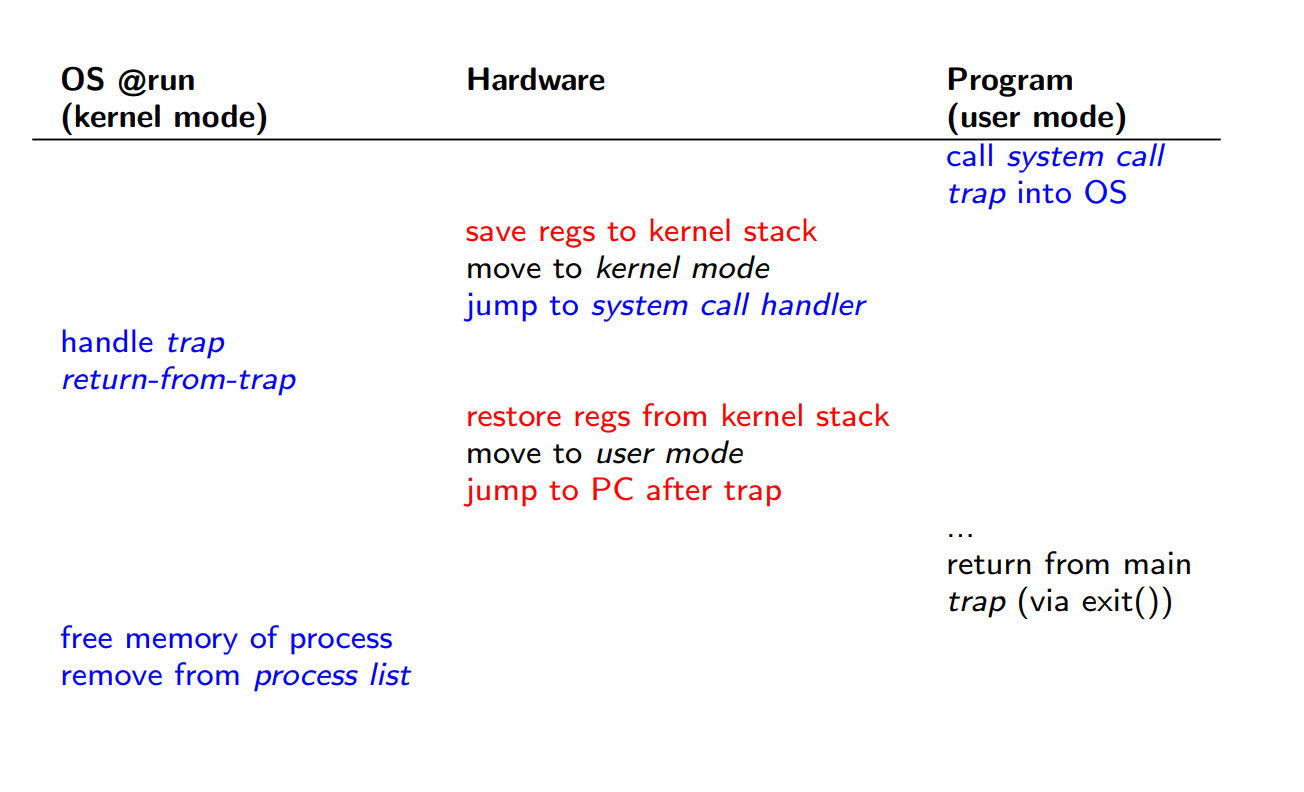 OS @run
(kernel mode)
Hardware
Program
(user mode)
call system call
trap into OS
save regs to kernel stack
move to kernel mode
jump to system call handler
handle trap
return-from-trap
restore regs from kernel stack
move to user mode
jump to PC after trap
...
return from main
trap (via exit())
free memory of process
remove from process list